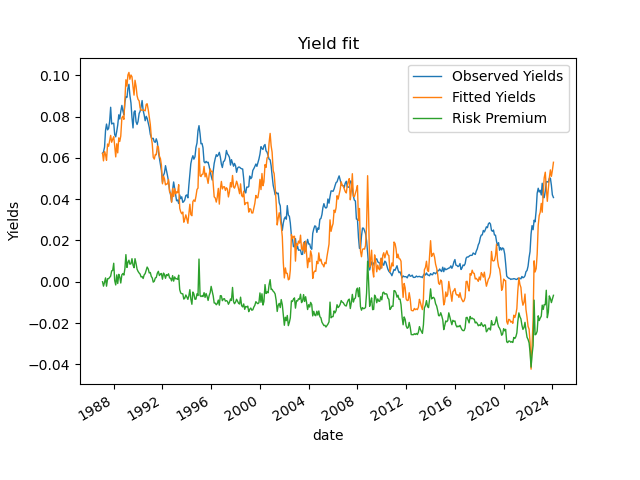 Yield fit
Observed Yields
Fitted Yields
Risk Premium
Yields
0.10
0.08
0.06
0.04
0.02
0.00
−0.02
−0.04
1988 1992 1996 2000 2004 2008 2012 2016 2020 2024
date